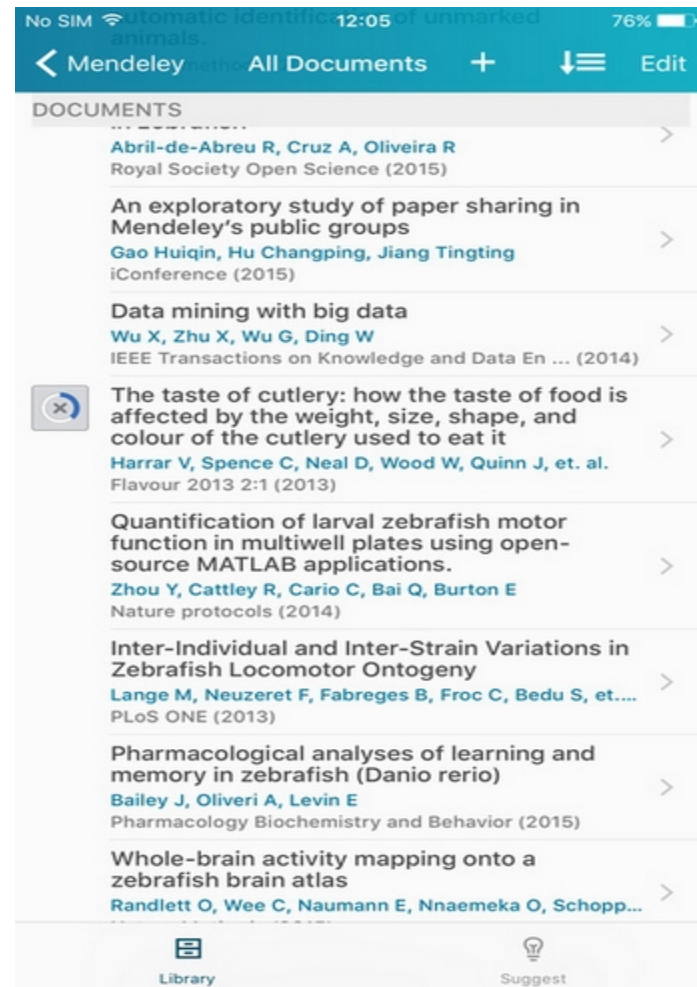 No SIM 12:05 76%
automatic identification of unmarked
animals.
Mendeley All Documents + Edit
DOCUMENTS
in zebrafish
Abril-de-Abreu R, Cruz A, Oliveira R
Royal Society Open Science (2015)
An exploratory study of paper sharing in
Mendeley's public groups
Gao Huiqin, Hu Changping, Jiang Tingting
iConference (2015)
Data mining with big data
Wu X, Zhu X, Wu G, Ding W
IEEE Transactions on Knowledge and Data En ... (2014)
The taste of cutlery: how the taste of food is
affected by the weight, size, shape, and
colour of the cutlery used to eat it
Harrar V, Spence C, Neal D, Wood W, Quinn J, et. al.
Flavour 2013 2:1 (2013)
Quantification of larval zebrafish motor
function in multiwell plates using open-
source MATLAB applications.
Zhou Y, Cattley R, Cario C, Bai Q, Burton E
Nature protocols (2014)
Inter-Individual and Inter-Strain Variations in
Zebrafish Locomotor Ontogeny
Lange M, Neuzeret F, Fabreges B, Froc C, Bedu S, et....
PLoS ONE (2013)
Pharmacological analyses of learning and
memory in zebrafish (Danio rerio)
Bailey J, Oliveri A, Levin E
Pharmacology Biochemistry and Behavior (2015)
Whole-brain activity mapping onto a
zebrafish brain atlas
Randlett O, Wee C, Naumann E, Nnaemeka O, Schopp...
Library Suggest